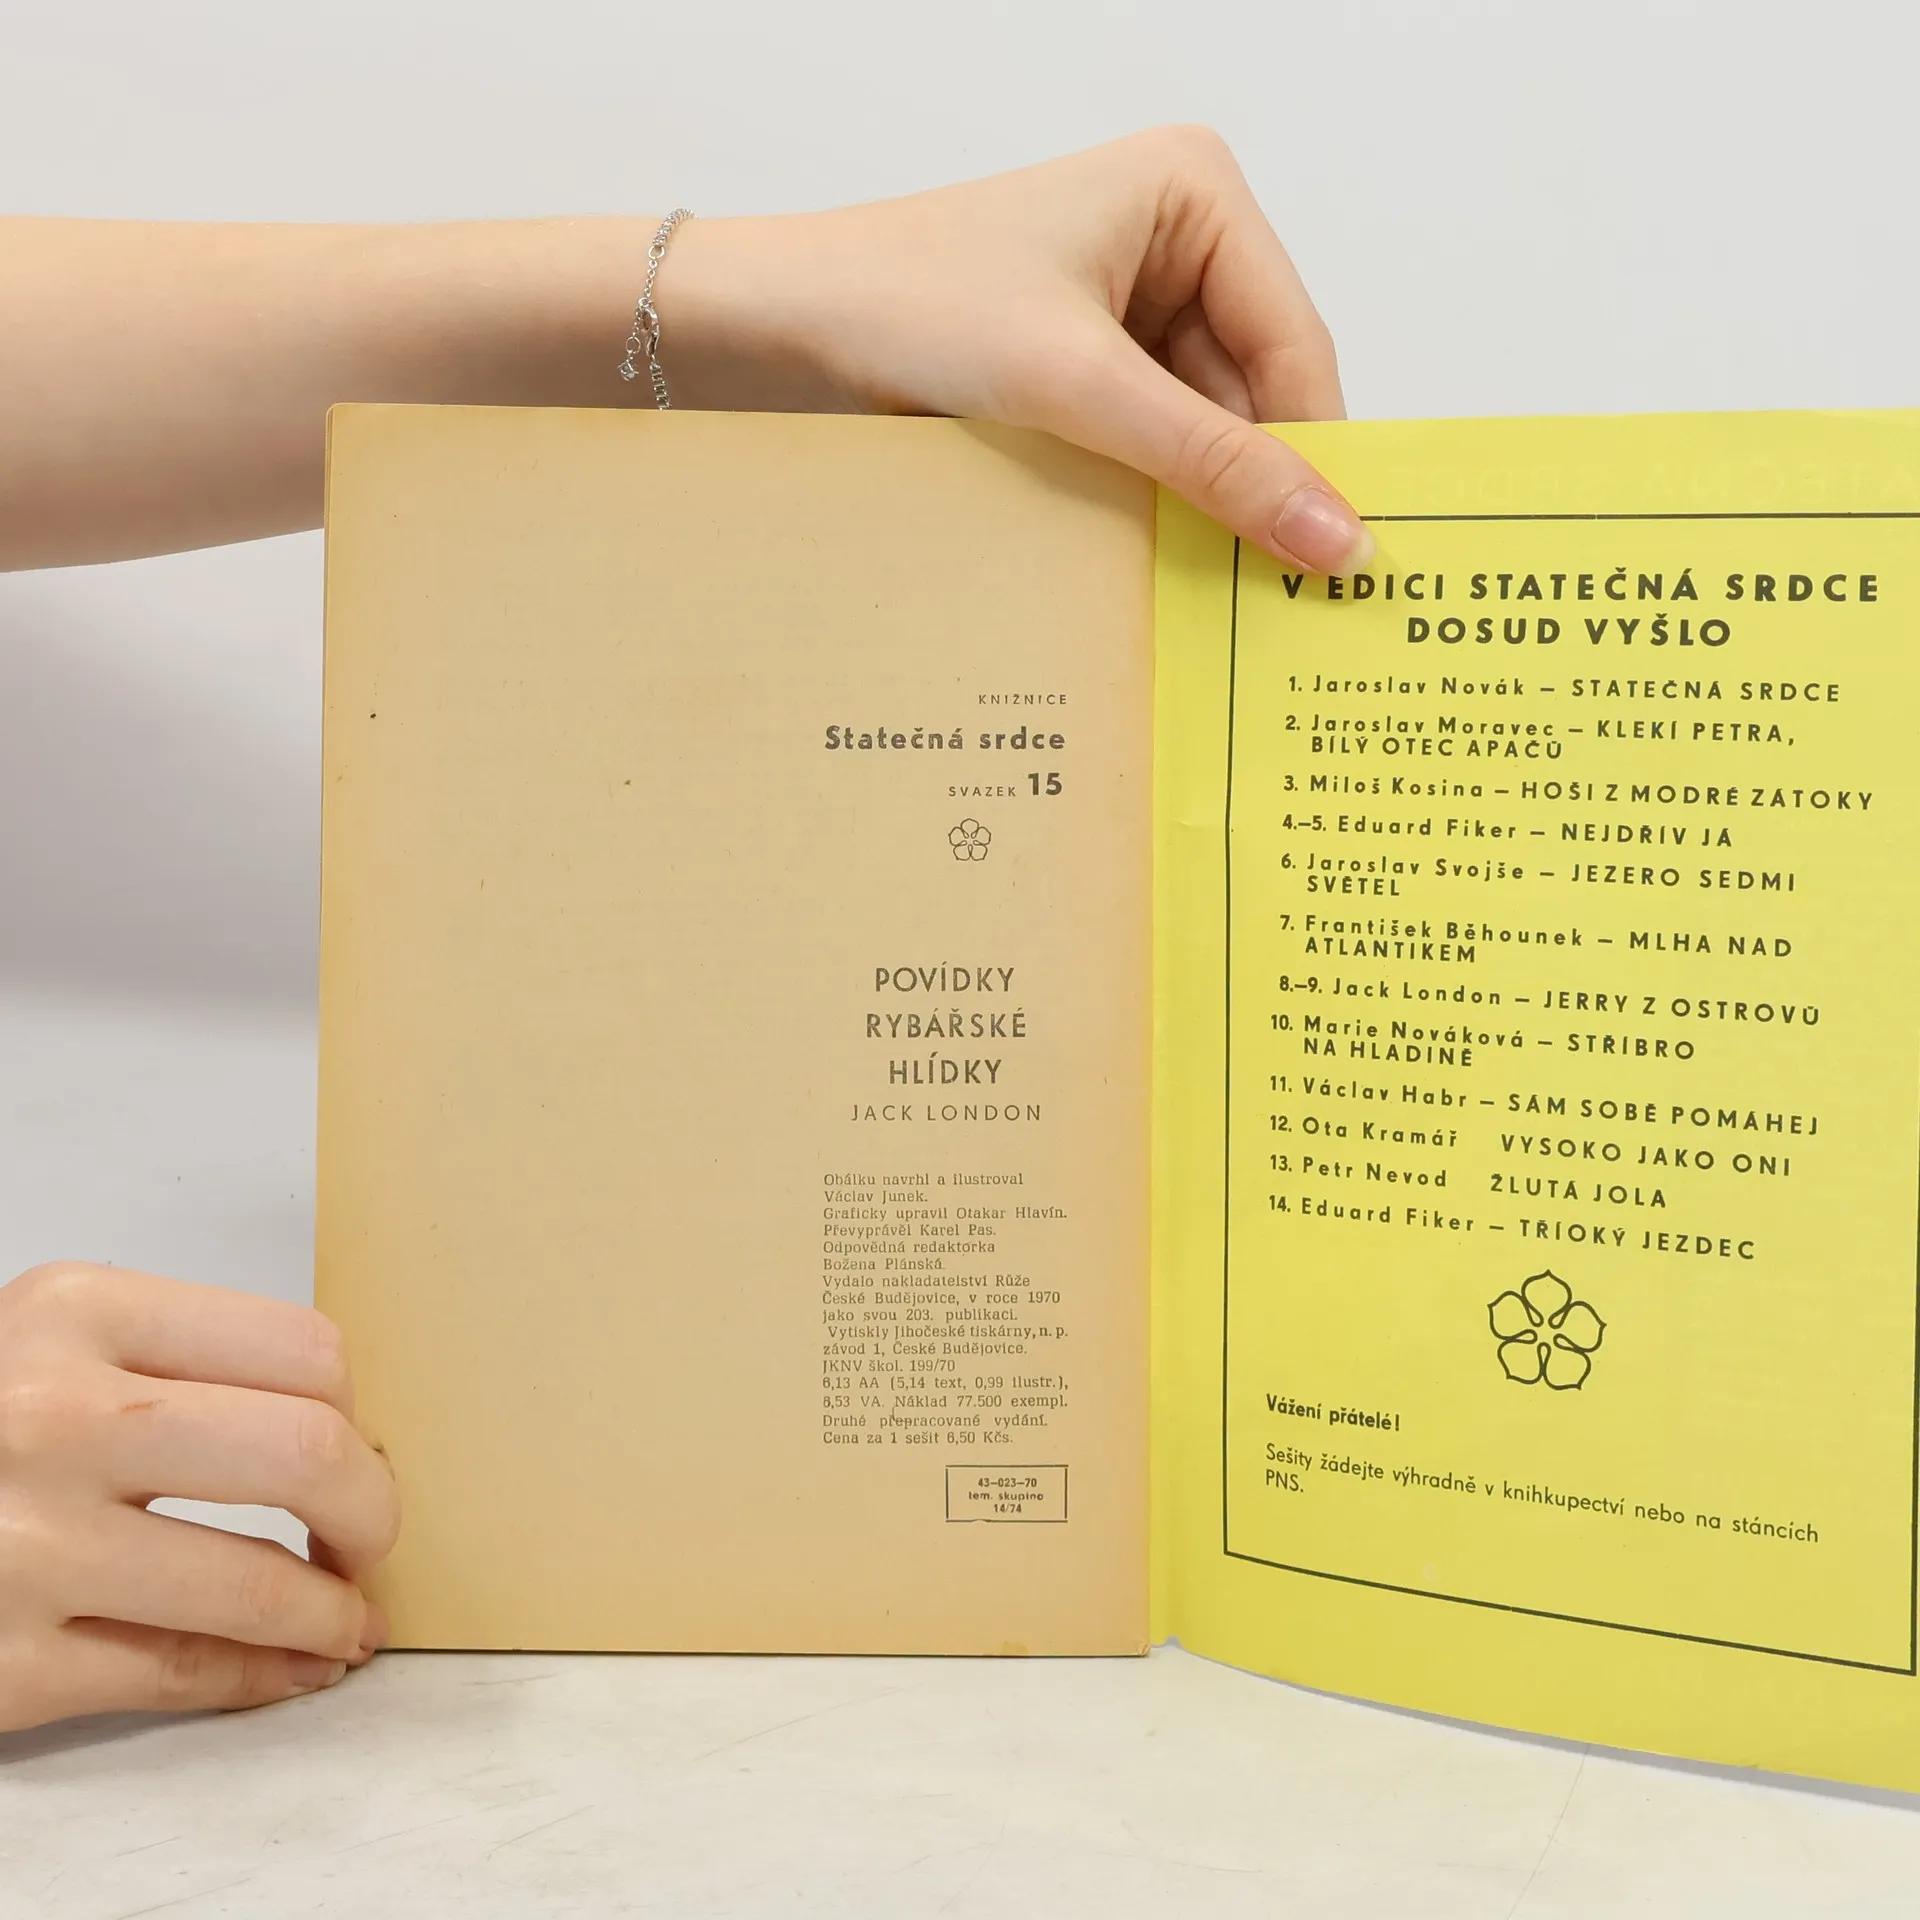 KNIŽNICE
Statečná srdce
SVAZEK 15
POVÍDKY
RYBÁŘSKÉ
HLÍDKY
JACK LONDON
Obálku navrhl a ilustroval
Václav Junek.
Graficky upravil Otakar Hlavín.
Převyprávěl Karel Pas.
Odpovědná redaktorka
Božena Plánská.
Vydalo nakladatelství Růže
České Budějovice, v roce 1970
jako svou 203. publikaci.
Vytiskly Jihočeské tiskárny, n. p.
závod 1, České Budějovice.
JKNV škol. 199/70
6,13 AA (5,14 text, 0,99 ilustr.),
6,53 VA. Náklad 77.500 exempl.
Druhé přepracované vydání.
Cena za 1 sešit 6,50 Kčs.
43–023–70
tem. skupina
14/74
V EDICI STATEČNÁ SRDCE
DOSUD VYŠLO
1. Jaroslav Novák – STATEČNÁ SRDCE
2. Jaroslav Moravec – KLEKÍ PETRA,
BÍLÝ OTEC APAČŮ
3. Miloš Kosina – HOŠI Z MODRÉ ZÁTOKY
4.–5. Eduard Fiker – NEJDŘÍV JÁ
6. Jaroslav Svojše – JEZERO SEDMI
SVĚTEL
7. František Běhounek – MLHA NAD
ATLANTIKEM
8.–9. Jack London – JERRY Z OSTROVŮ
10. Marie Nováková – STŘÍBRO
NA HLADINĚ
11. Václav Habr – SÁM SOBĚ POMÁHEJ
12. Ota Kramář VYSOKO JAKO ONI
13. Petr Nevod ŽLUTÁ JOLA
14. Eduard Fiker – TŘÍOKÝ JEZDEC
Vážení přátelé!
Sešity žádejte výhradně v knihkupectví nebo na stáncích
PNS.